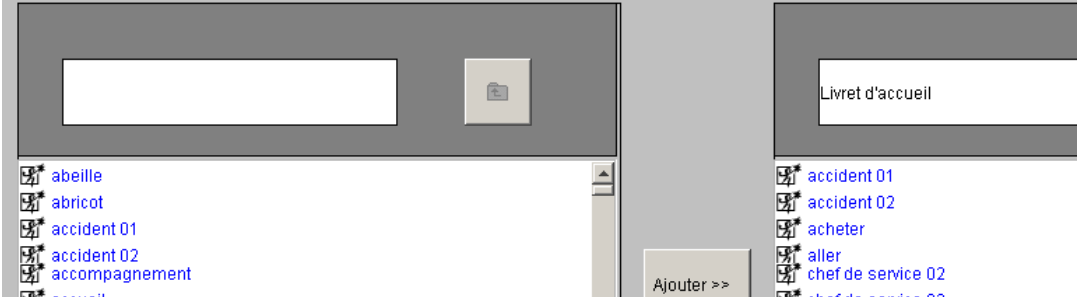 Livret d'accueil
abeille
abricot
accident 01
accident 02
accompagnement
Ajouter >>
accident 01
accident 02
acheter
aller
chef de service 02